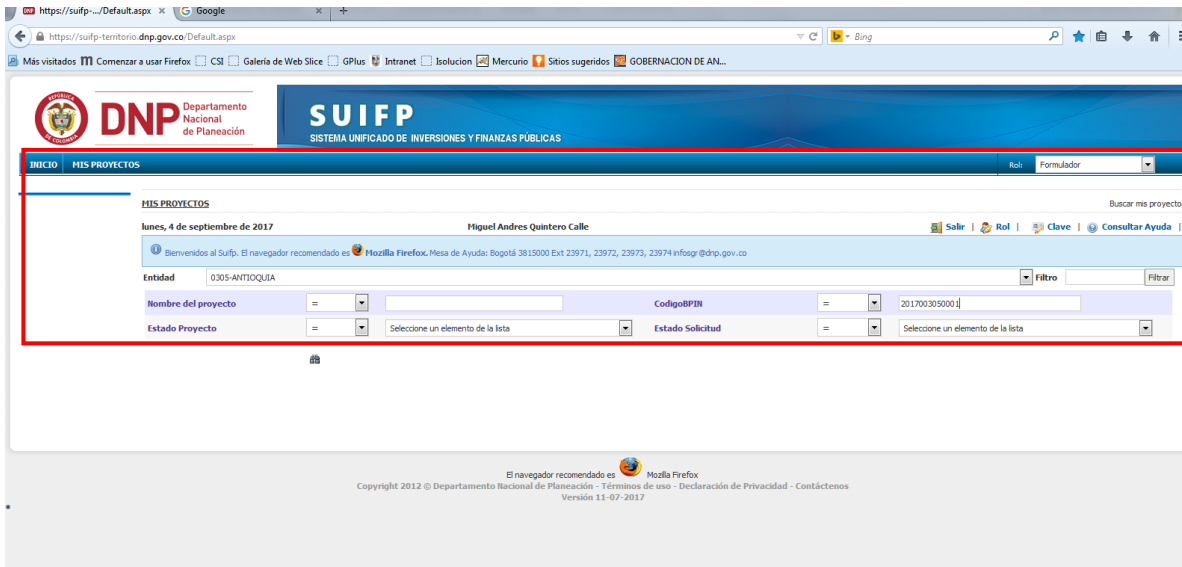 https://suifp-.../Default.aspx × Google × +
https://suifp-territorio.dnp.gov.co/Default.aspx Bing
Más visitados Comenzar a usar Firefox CSI Galería de Web Slice GPlus Intranet Isolucion Mercurio Sitios sugeridos GOBERNACION DE AN...
REPÚBLICA DE COLOMBIA
DNP Departamento Nacional de Planeación
SUIFP
SISTEMA UNIFICADO DE INVERSIONES Y FINANZAS PÚBLICAS
INICIO MIS PROYECTOS Rol: Formulador
MIS PROYECTOS Buscar mis proyecto
lunes, 4 de septiembre de 2017 Miguel Andres Quintero Calle Salir | Rol | Clave | Consultar Ayuda |
Bienvenidos al Suifp. El navegador recomendado es Mozilla Firefox. Mesa de Ayuda: Bogotá 3815000 Ext 23971, 23972, 23973, 23974 infosgr@dnp.gov.co
Entidad 0305-ANTIOQUIA Filtro Filtrar
Nombre del proyecto = CodigoBPIN = 2017003050001
Estado Proyecto = Seleccione un elemento de la lista Estado Solicitud = Seleccione un elemento de la lista
El navegador recomendado es Mozilla Firefox
Copyright 2012 © Departamento Nacional de Planeación - Términos de uso - Declaración de Privacidad - Contáctenos
Versión 11-07-2017